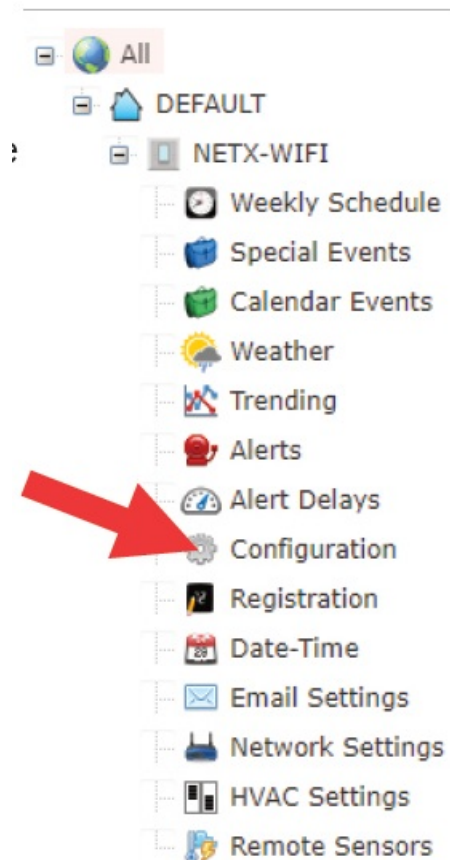 All
DEFAULT
NETX-WIFI
Weekly Schedule
Special Events
Calendar Events
Weather
Trending
Alerts
Alert Delays
Configuration
Registration
Date-Time
Email Settings
Network Settings
HVAC Settings
Remote Sensors